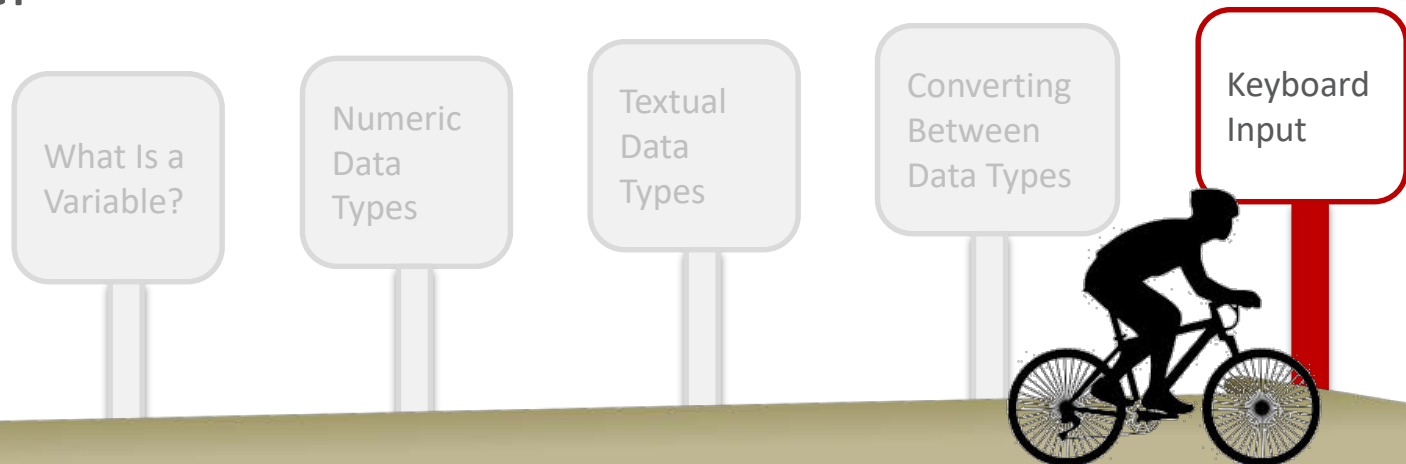 What Is a
Variable?
Numeric
Data
Types
Textual
Data
Types
Converting
Between
Data Types
Keyboard
Input